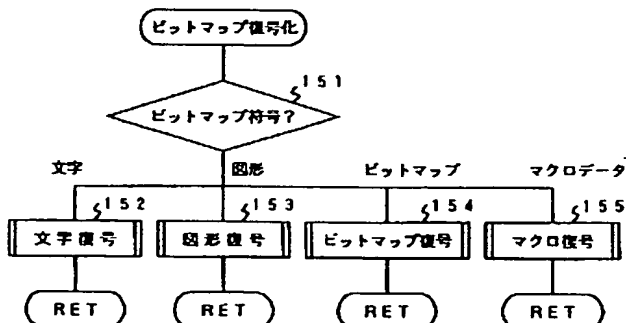 ビットマップ復号化
151
ビットマップ符号?
文字
図形
ビットマップ
マクロデータ
152
153
154
155
文字復号
図形復号
ビットマップ復号
マクロ復号
RET
RET
RET
RET